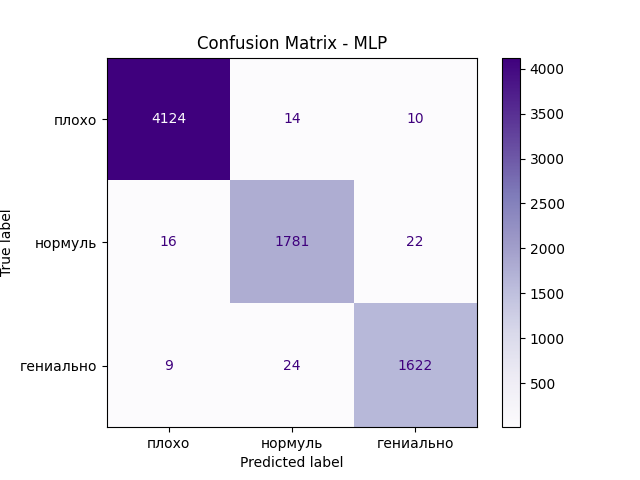 Confusion Matrix - MLP
True label
плохо 4124 14 10
нормуль 16 1781 22
гениально 9 24 1622
плохо нормуль гениально
Predicted label
4000
3500
3000
2500
2000
1500
1000
500